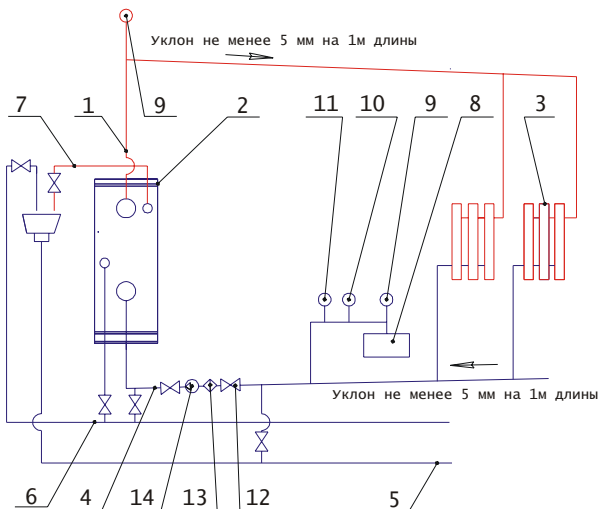 Уклон не менее 5 мм на 1м длины
7 1 9 2 11 10 9 8 3
Уклон не менее 5 мм на 1м длины
6 4 14 13 12 5